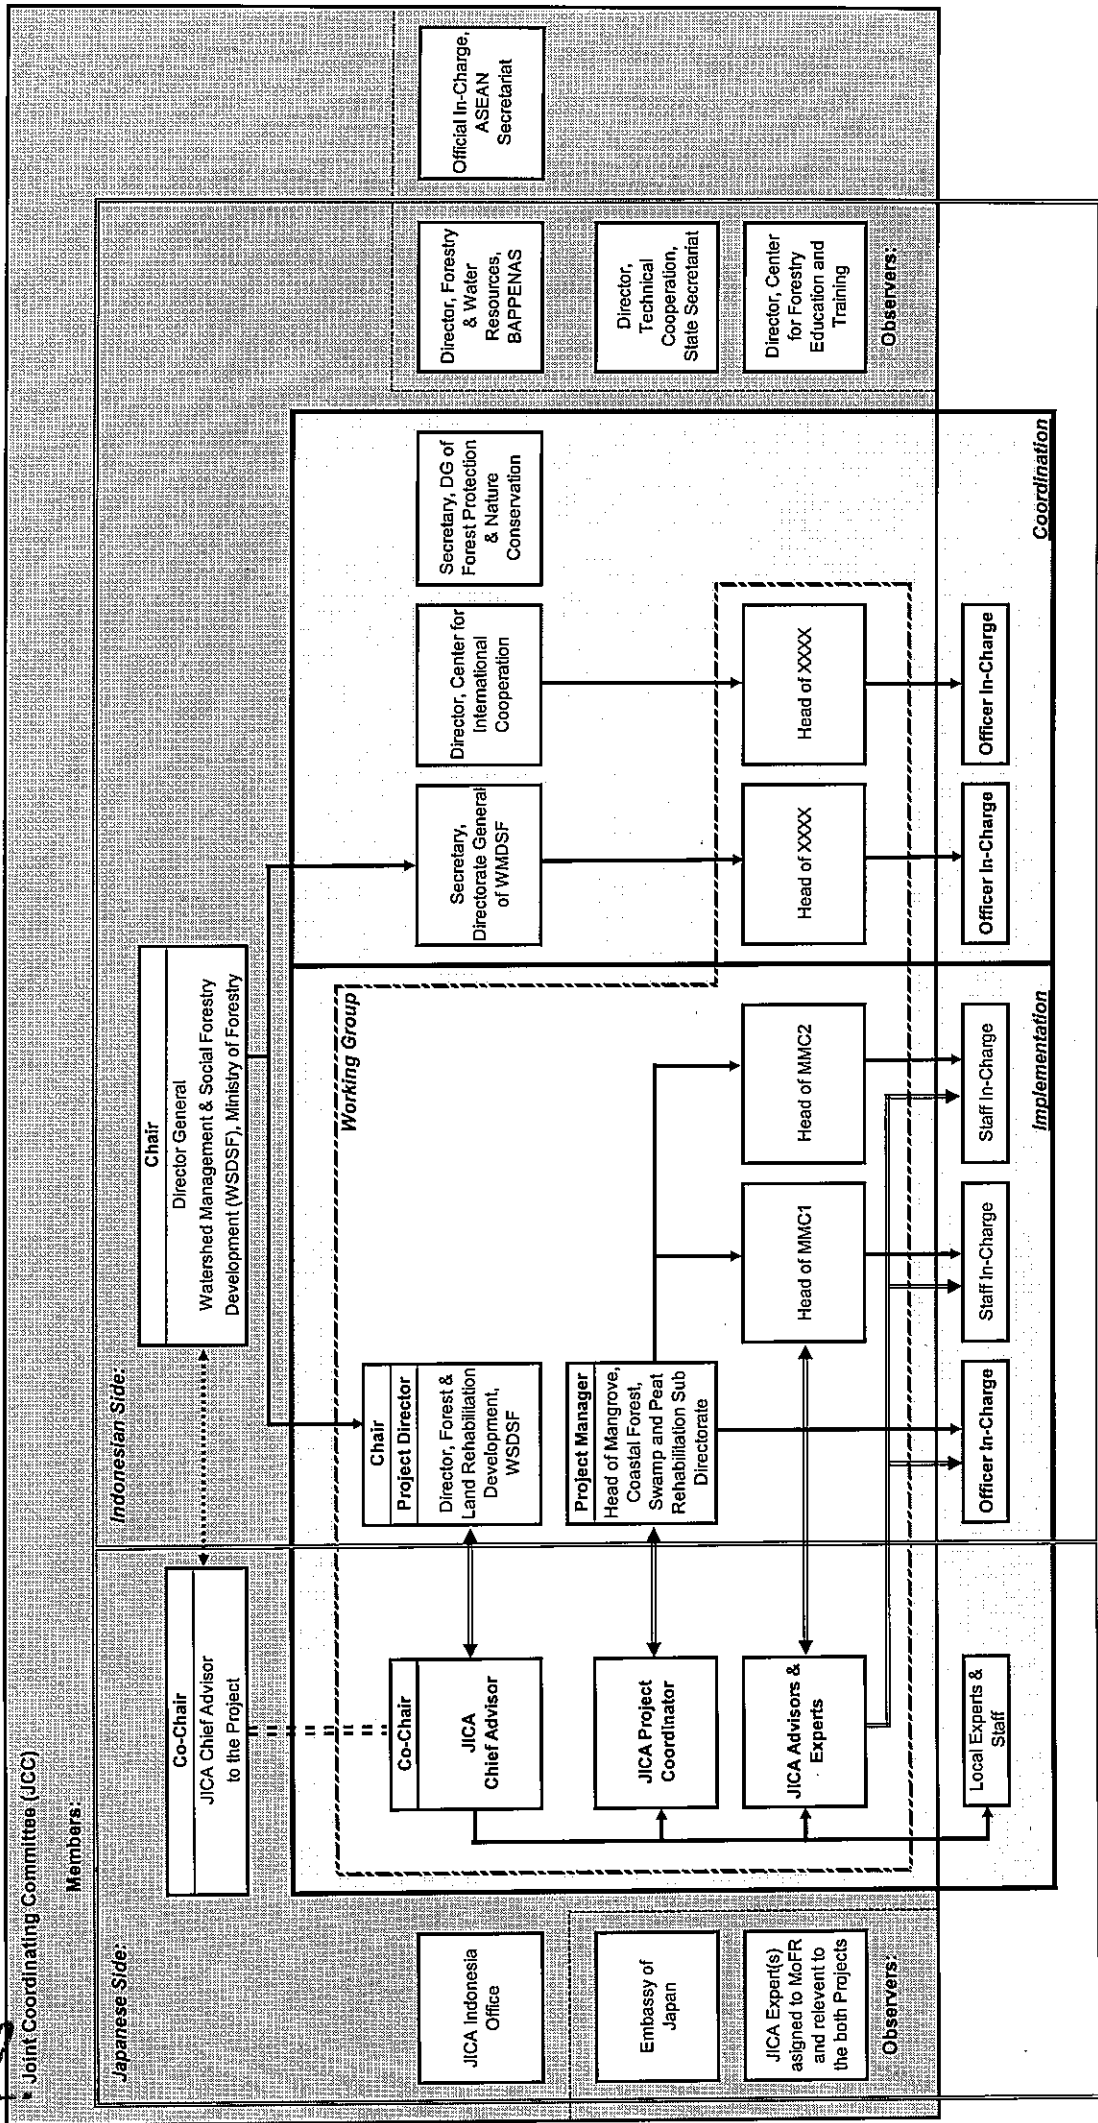 Joint Coordinating Committee (JCC)
Members:
Japanese Side:
Indonesian Side:
Co-Chair
JICA Chief Advisor
to the Project
Chair
Director General
Watershed Management & Social Forestry
Development (WSDSF), Ministry of Forestry
Working Group
JICA Indonesia
Office
Co-Chair
JICA
Chief Advisor
Chair
Project Director
Director, Forest &
Land Rehabilitation
Development,
WSDSF
Secretary,
Directorate General
of WMDSF
Director, Center for
International
Cooperation
Secretary, DG of
Forest Protection
& Nature
Conservation
Director, Forestry
& Water
Resources,
BAPPENAS
Official In-Charge,
ASEAN
Secretariat
Embassy of
Japan
JICA Project
Coordinator
Project Manager
Head of Mangrove,
Coastal Forest,
Swamp and Peat
Rehabilitation Sub
Directorate
Director,
Technical
Cooperation,
State Secretariat
JICA Expert(s)
asigned to MoFR
and relevent to
the both Projects
JICA Advisors &
Experts
Head of MMC1
Head of MMC2
Head of XXXX
Head of XXXX
Director, Center
for Forestry
Education and
Training
Observers:
Observers:
Local Experts &
Staff
Officer In-Charge
Staff In-Charge
Staff In-Charge
Officer In-Charge
Officer In-Charge
Implementation
Coordination